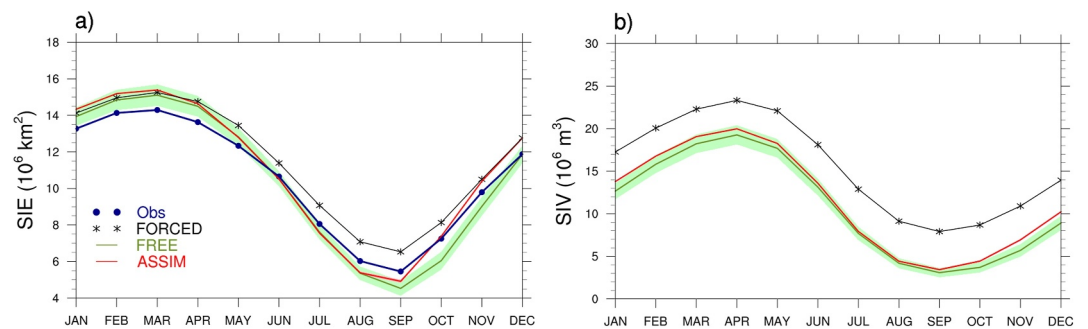 a)
SIE (10⁶ km²)
18
16
14
12
10
8
6
4
Obs
FORCED
FREE
ASSIM
JAN FEB MAR APR MAY JUN JUL AUG SEP OCT NOV DEC
b)
SIV (10⁶ m³)
30
25
20
15
10
5
0
JAN FEB MAR APR MAY JUN JUL AUG SEP OCT NOV DEC